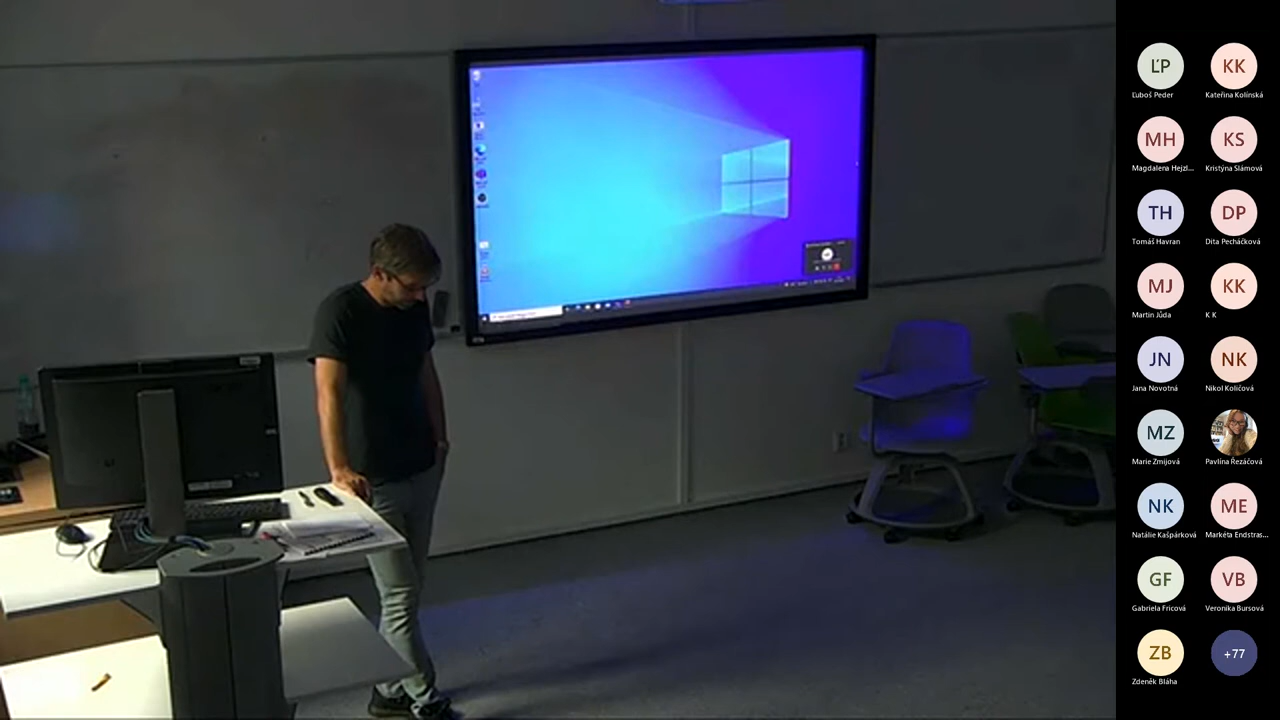 ĽP
KK
Ľuboš Peder
Kateřina Kolínská
MH
KS
Magdalena Hejzl...
Kristýna Slámová
TH
DP
Tomáš Havran
Dita Pecháčková
MJ
KK
Martin Jůda
K K
JN
NK
Jana Novotná
Nikol Količová
MZ
Marie Zmijová
Pavlína Řezáčová
NK
ME
Natálie Kašpárková
Markéta Endstras...
GF
VB
Gabriela Fricová
Veronika Bursová
ZB
+77
Zdeněk Bláha